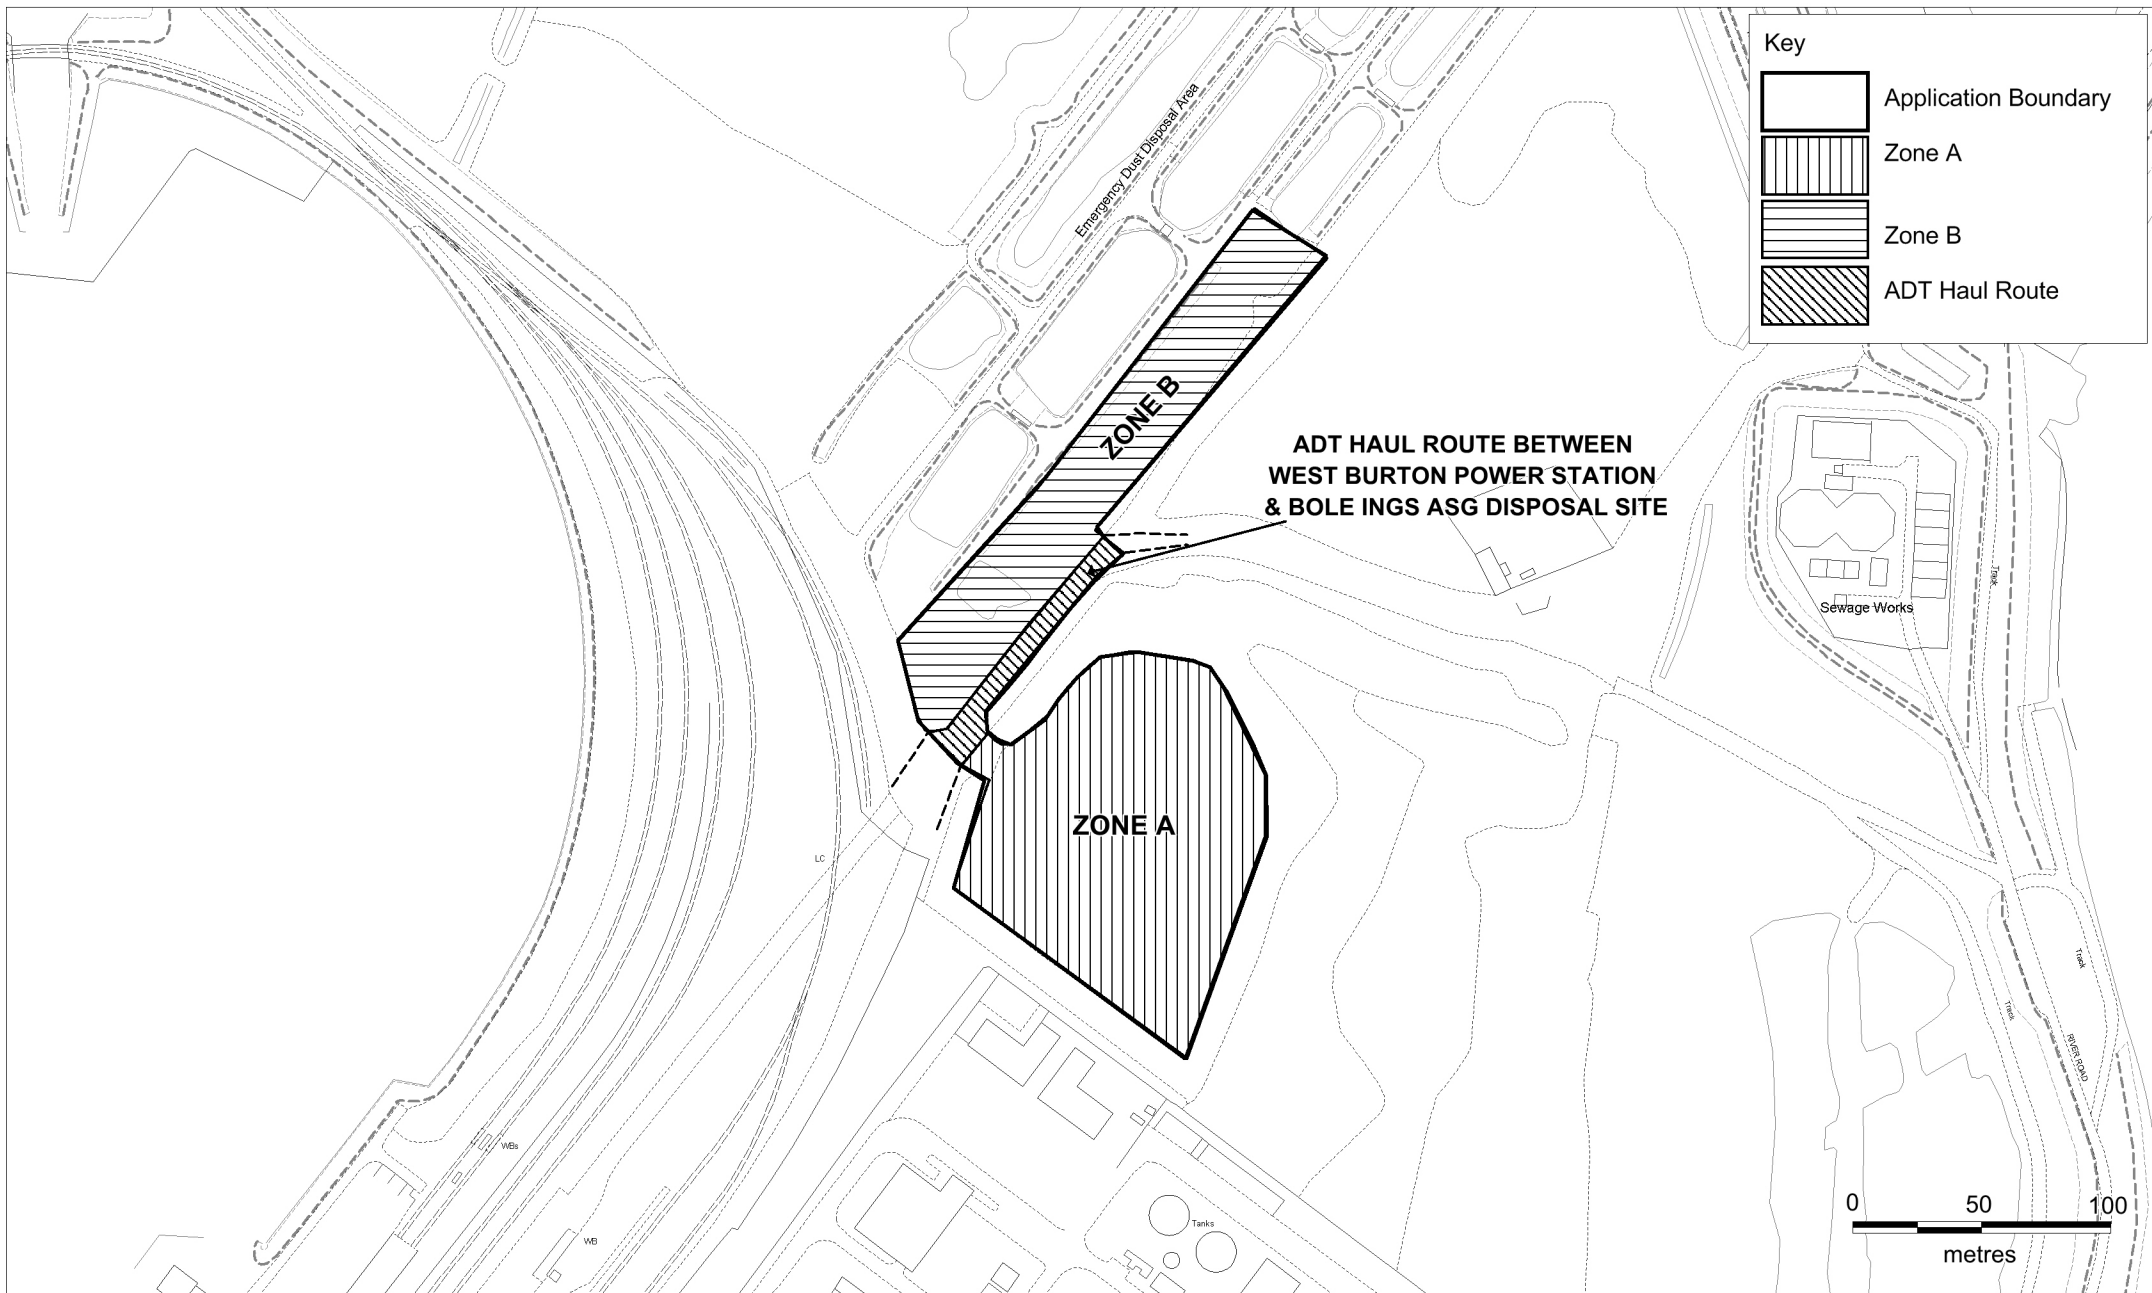 Key
Application Boundary
Zone A
Zone B
ADT Haul Route
Emergency Dust Disposal Area
ZONE B
ADT HAUL ROUTE BETWEEN
WEST BURTON POWER STATION
& BOLE INGS ASG DISPOSAL SITE
Track
Sewage Works
ZONE A
LC
Track
Track
RIVER ROAD
WBs
WB
Tanks
0 50 100
metres